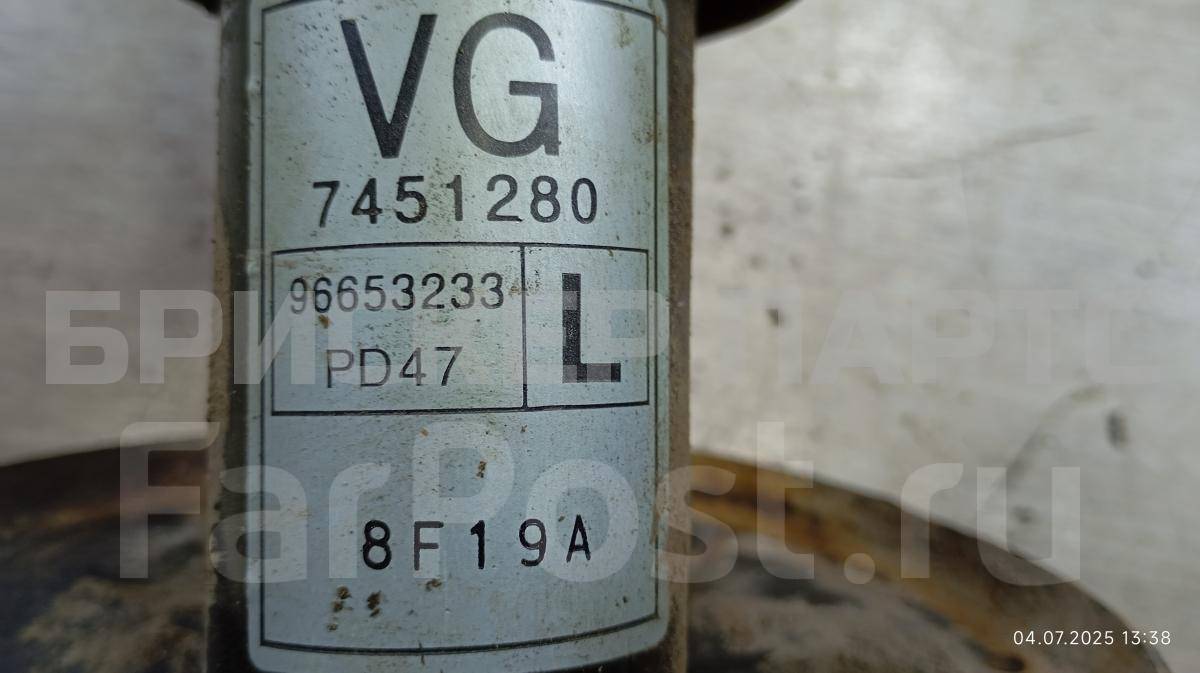 VG
7451280
96653233
PD47
L
8F19A
FarPost.ru
04.07.2025 13:38